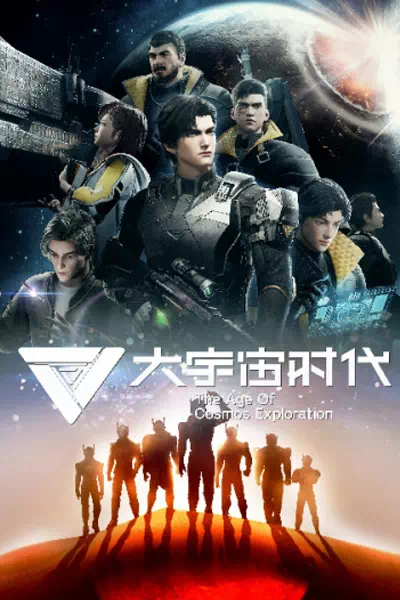 大宇宙时代
The Age Of
Cosmos Exploration